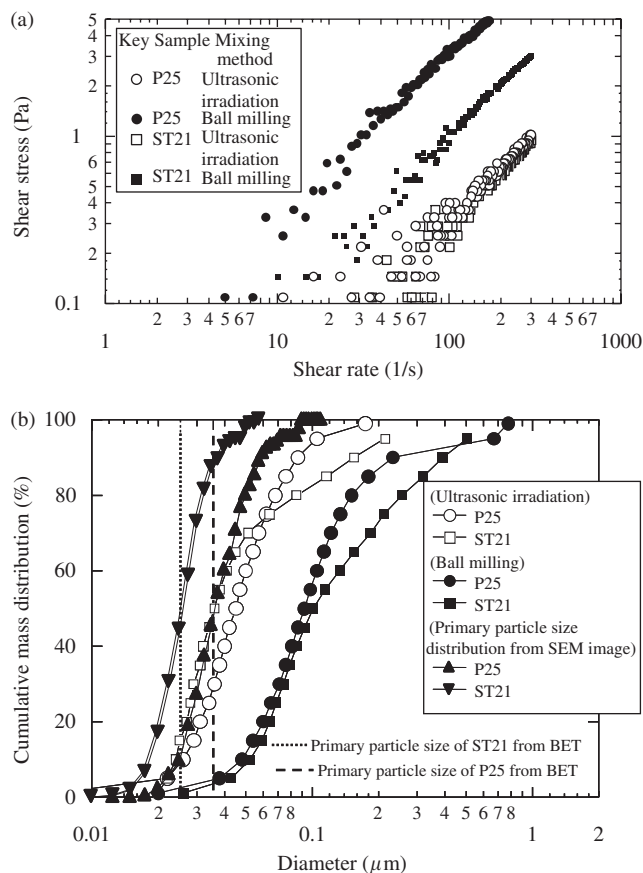 (a)
Shear stress (Pa)
5
4
3
2
1
8
6
5
4
3
2
0.1
Key Sample Mixing
method
P25 Ultrasonic
irradiation
P25 Ball milling
ST21 Ultrasonic
irradiation
ST21 Ball milling
1 2 3 4 5 6 7 10 2 3 4 5 6 7 100 2 3 4 5 6 7 1000
Shear rate (1/s)
(b)
Cumulative mass distribution (%)
100
80
60
40
20
0
(Ultrasonic irradiation)
P25
ST21
(Ball milling)
P25
ST21
(Primary particle size
distribution from SEM image)
P25
ST21
Primary particle size of ST21 from BET
Primary particle size of P25 from BET
0.01 2 3 4 5 6 7 8 0.1 2 3 4 5 6 7 8 1 2
Diameter (μm)